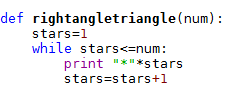 def rightangletriangle(num):
    stars=1
    while stars<=num:
        print "*"*stars
        stars=stars+1